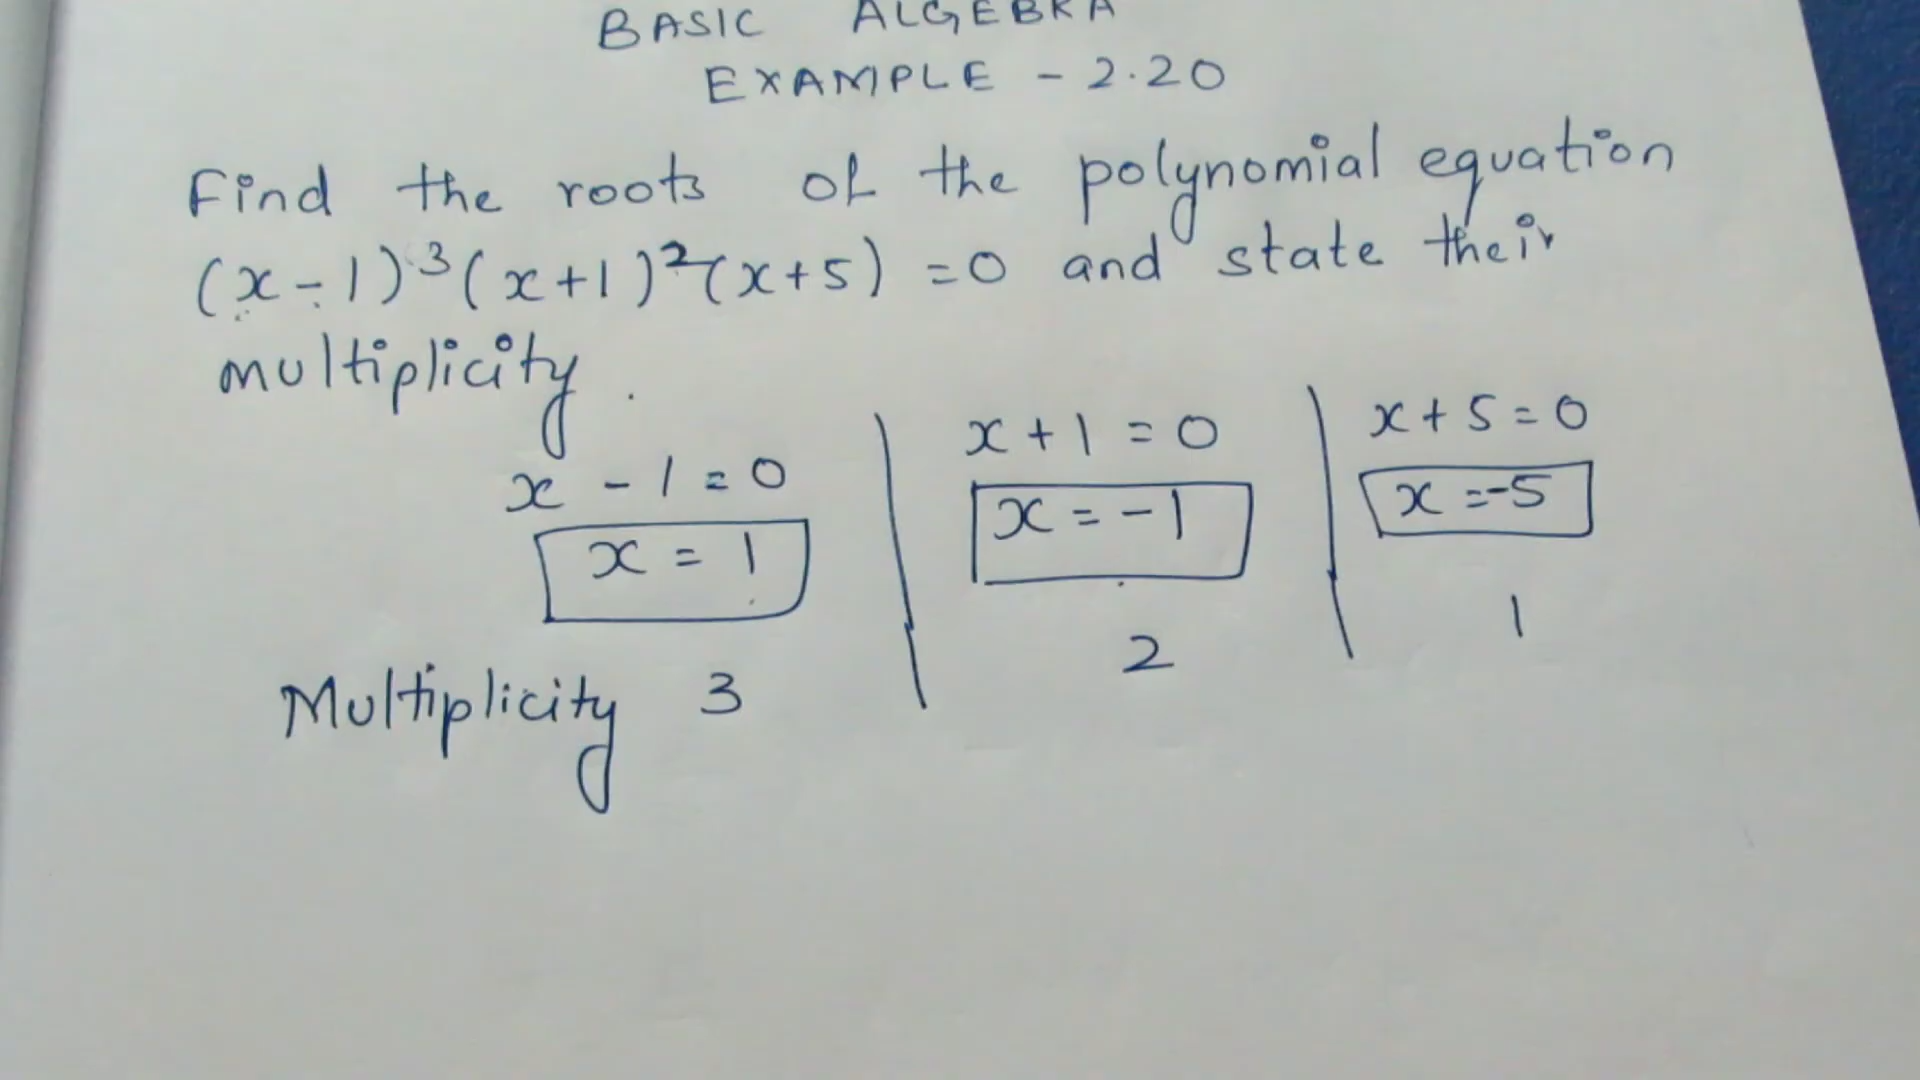 BASIC ALGEBRA
EXAMPLE - 2.20
Find the roots of the polynomial equation
(x-1)³(x+1)²(x+5) =0 and state their
multiplicity.
x - 1 = 0 | x + 1 = 0 | x + 5 = 0
x = 1 | x = -1 | x = -5
Multiplicity 3 | 2 | 1